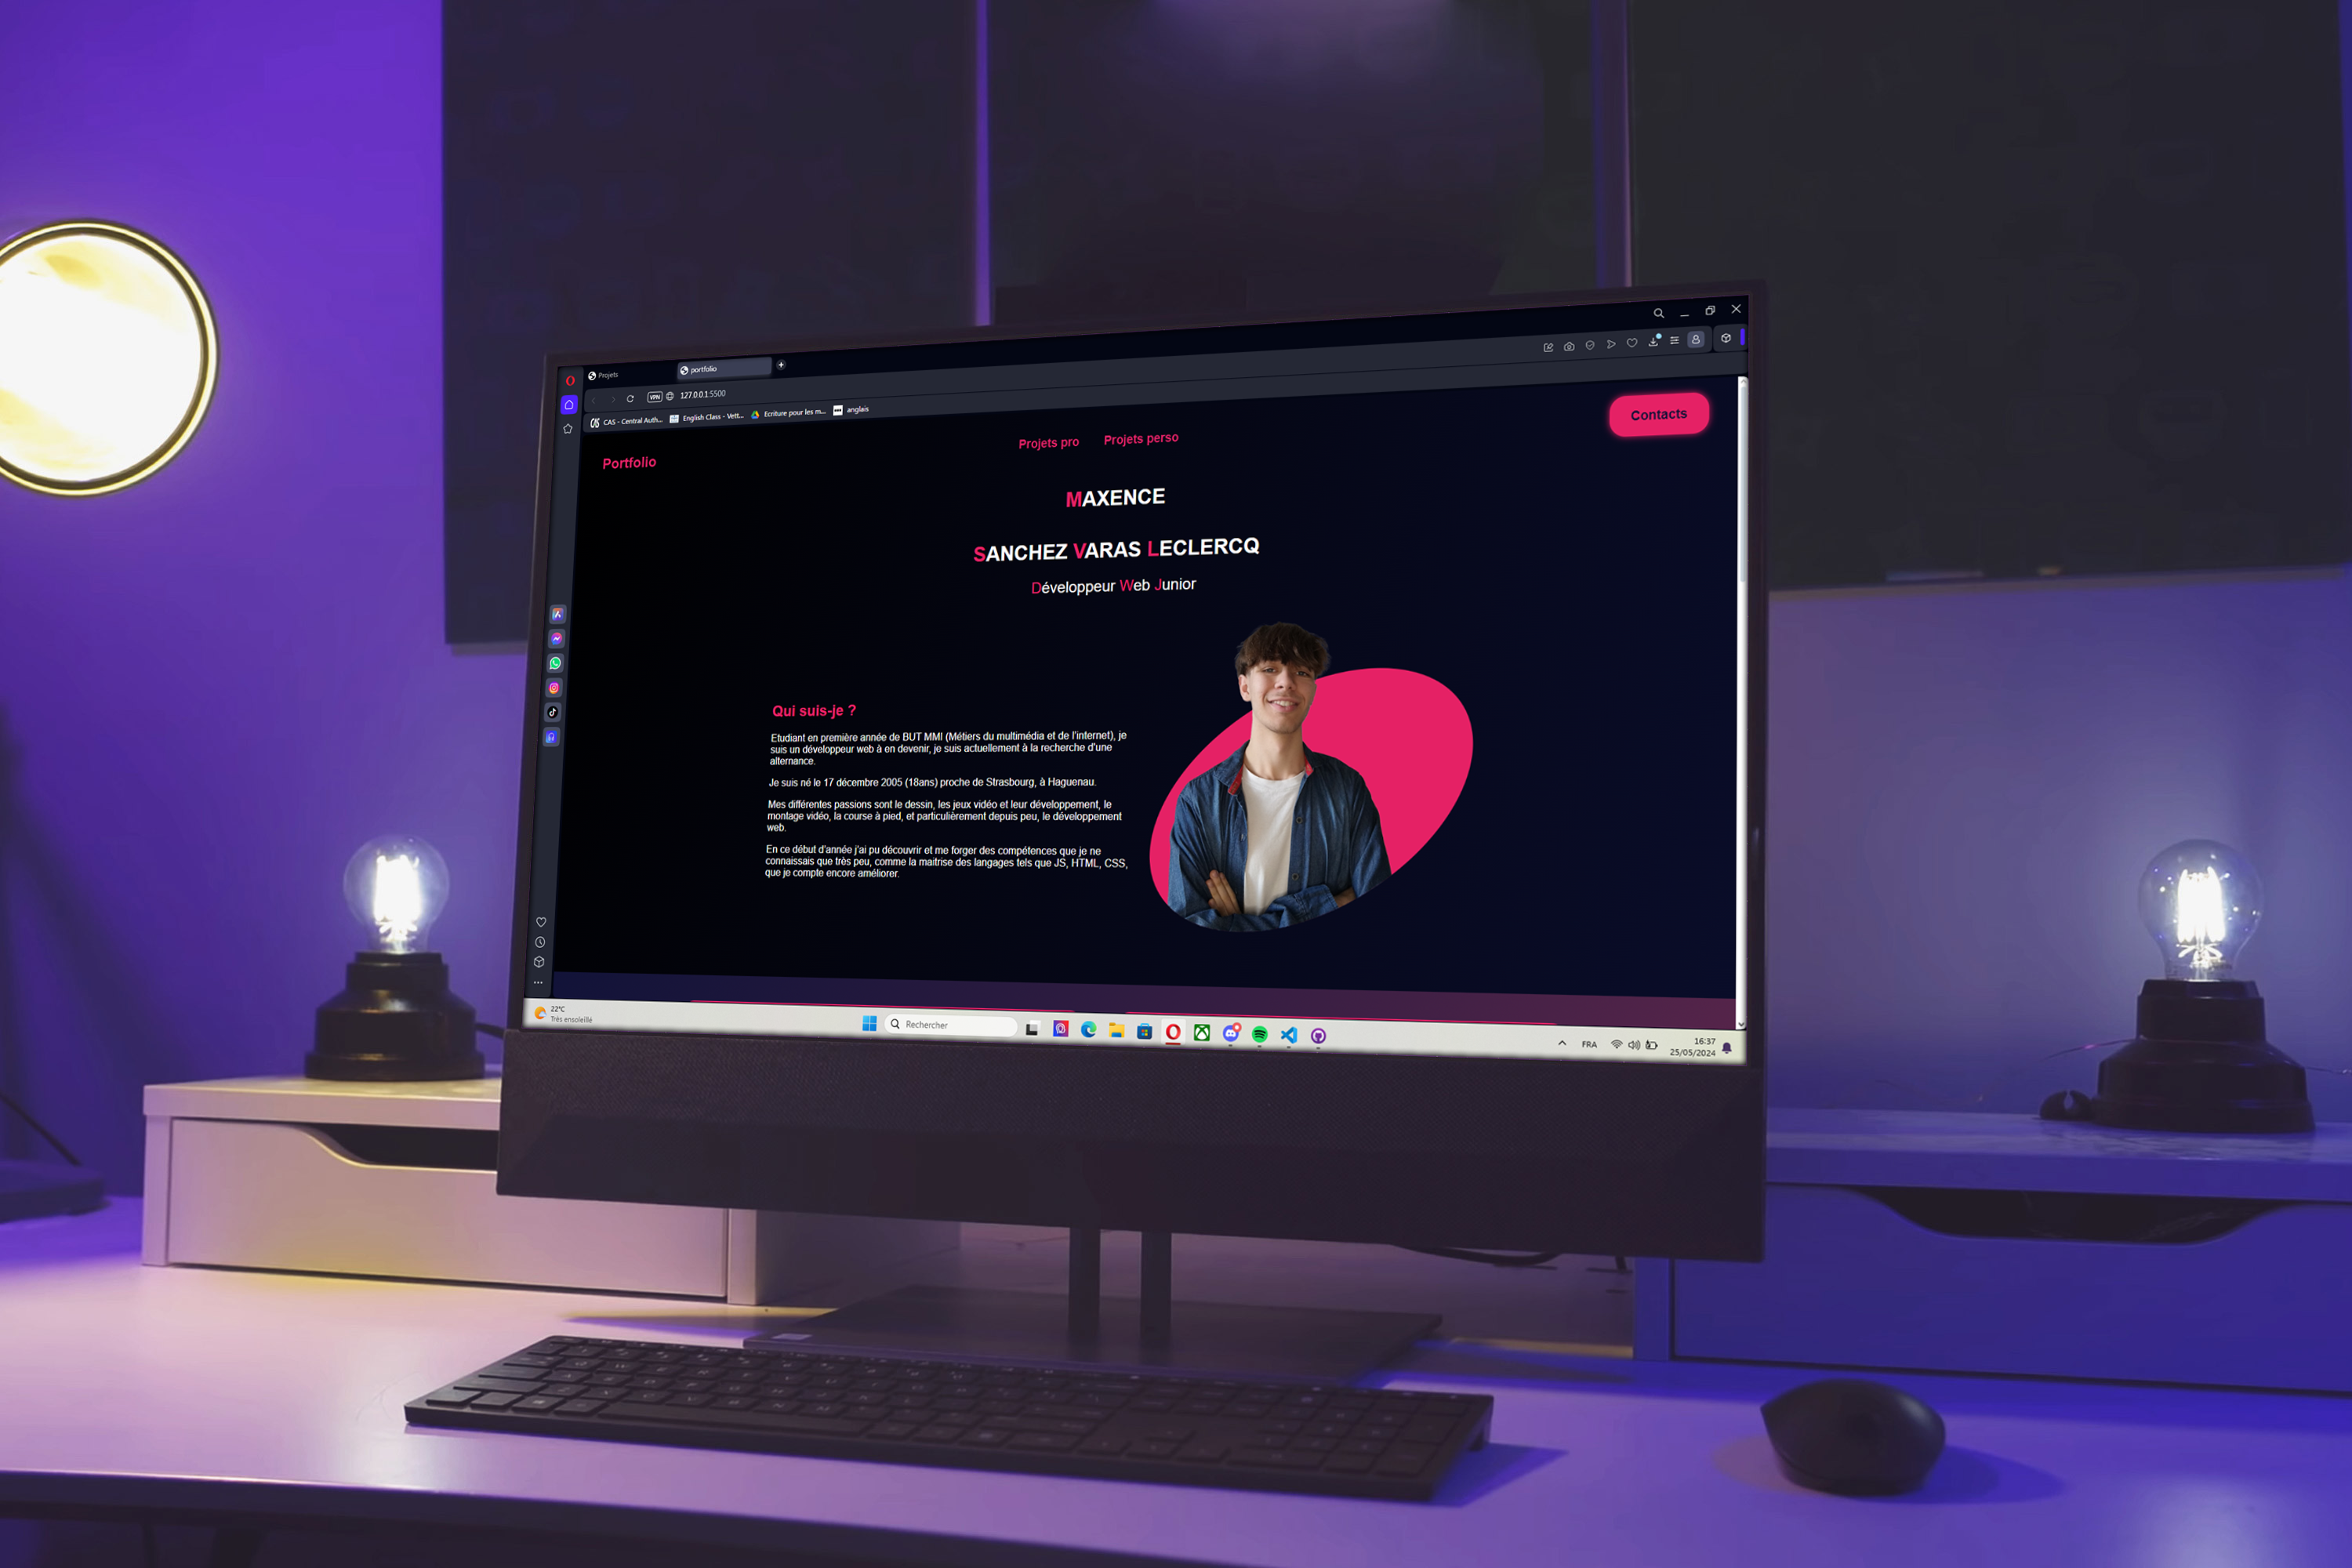 Projets
portfolio
VPN
127.0.0.1:5500
CAS - Central Auth...
English Class - Vett...
Ecriture pour les m...
anglais
Contacts
Projets pro
Projets perso
Portfolio
MAXENCE
SANCHEZ VARAS LECLERCQ
Développeur Web Junior
Qui suis-je ?
Etudiant en première année de BUT MMI (Métiers du multimédia et de l'internet), je
suis un développeur web à en devenir, je suis actuellement à la recherche d'une
alternance.
Je suis né le 17 décembre 2005 (18ans) proche de Strasbourg, à Haguenau.
Mes différentes passions sont le dessin, les jeux vidéo et leur développement, le
montage vidéo, la course à pied, et particulièrement depuis peu, le développement
web.
En ce début d'année j'ai pu découvrir et me forger des compétences que je ne
connaissais que très peu, comme la maitrise des langages tels que JS, HTML, CSS,
que je compte encore améliorer.
22°C
Très ensoleillé
Rechercher
FRA
16:37
25/05/2024